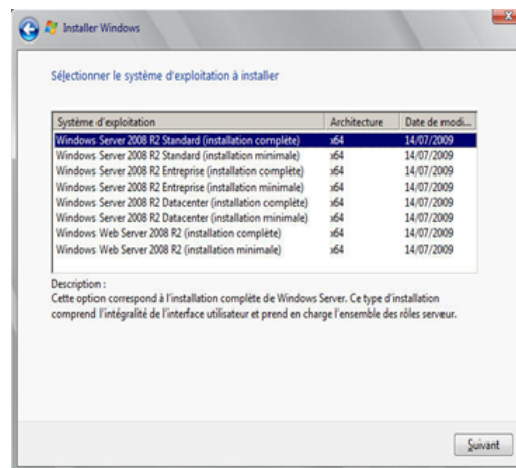 Installer Windows
Sélectionner le système d'exploitation à installer
Système d'exploitation Architecture Date de modi...
Windows Server 2008 R2 Standard (installation complète) x64 14/07/2009
Windows Server 2008 R2 Standard (installation minimale) x64 14/07/2009
Windows Server 2008 R2 Entreprise (installation complète) x64 14/07/2009
Windows Server 2008 R2 Entreprise (installation minimale) x64 14/07/2009
Windows Server 2008 R2 Datacenter (installation complète) x64 14/07/2009
Windows Server 2008 R2 Datacenter (installation minimale) x64 14/07/2009
Windows Web Server 2008 R2 (installation complète) x64 14/07/2009
Windows Web Server 2008 R2 (installation minimale) x64 14/07/2009
Description :
Cette option correspond à l'installation complète de Windows Server. Ce type d'installation
comprend l'intégralité de l'interface utilisateur et prend en charge l'ensemble des rôles serveur.
Suivant